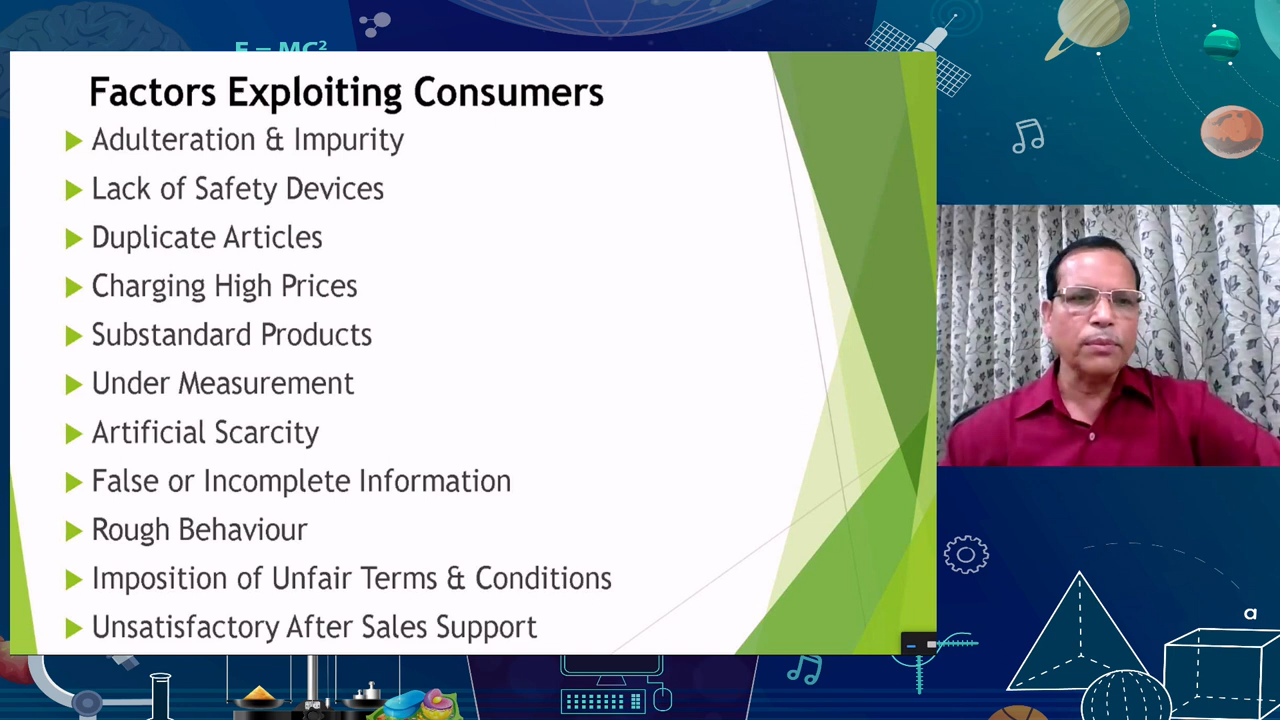 E = MC²
Factors Exploiting Consumers
Adulteration & Impurity
Lack of Safety Devices
Duplicate Articles
Charging High Prices
Substandard Products
Under Measurement
Artificial Scarcity
False or Incomplete Information
Rough Behaviour
Imposition of Unfair Terms & Conditions
Unsatisfactory After Sales Support
a